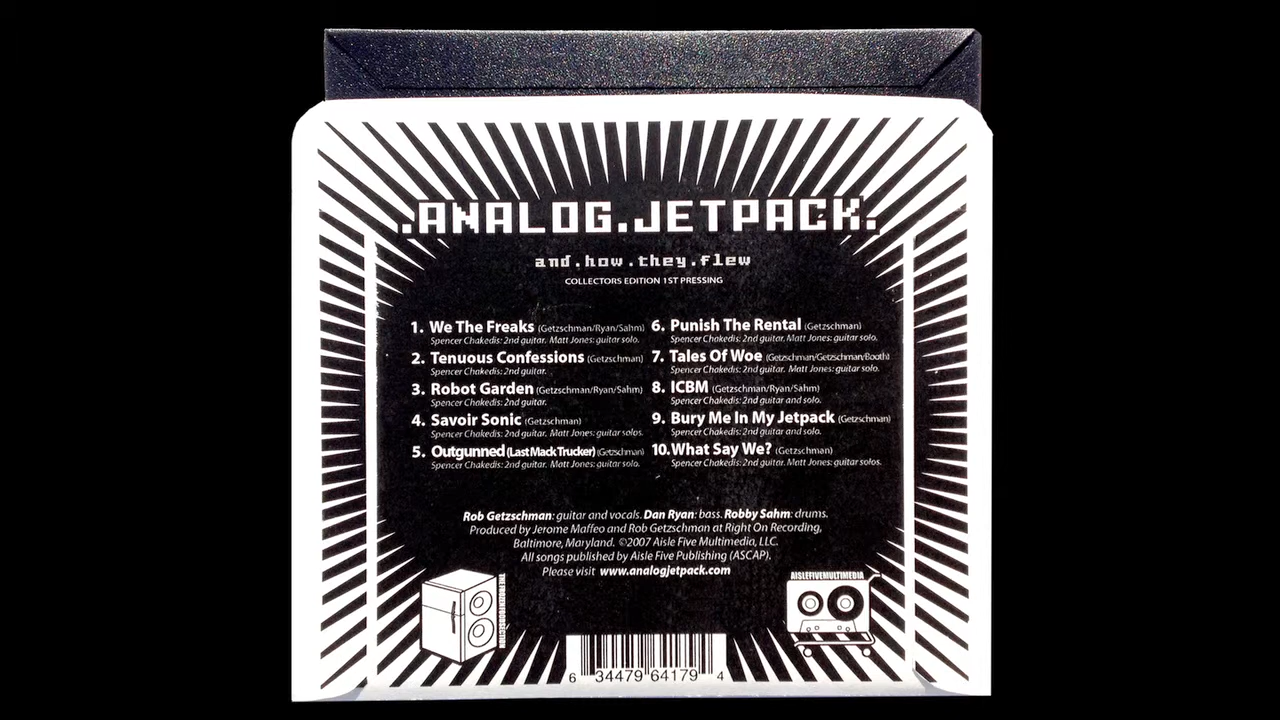 .ANALOG.JETPACK.
and.how.they.flew
COLLECTORS EDITION 1ST PRESSING
1. We The Freaks (Getzschman/Ryan/Sahm)
Spencer Chakedis: 2nd guitar. Matt Jones: guitar solo.
2. Tenuous Confessions (Getzschman)
Spencer Chakedis: 2nd guitar.
3. Robot Garden (Getzschman/Ryan/Sahm)
Spencer Chakedis: 2nd guitar.
4. Savoir Sonic (Getzschman)
Spencer Chakedis: 2nd guitar. Matt Jones: guitar solos.
5. Outgunned (Last Mack Trucker) (Getzschman)
Spencer Chakedis: 2nd guitar. Matt Jones: guitar solo.
6. Punish The Rental (Getzschman)
Spencer Chakedis: 2nd guitar. Matt Jones: guitar solo.
7. Tales Of Woe (Getzschman/Getzschman/Booth)
Spencer Chakedis: 2nd guitar. Matt Jones: guitar solo.
8. ICBM (Getzschman/Ryan/Sahm)
Spencer Chakedis: 2nd guitar and solo.
9. Bury Me In My Jetpack (Getzschman)
Spencer Chakedis: 2nd guitar and solo.
10. What Say We? (Getzschman)
Spencer Chakedis: 2nd guitar. Matt Jones: guitar solos.
Rob Getzschman: guitar and vocals. Dan Ryan: bass. Robby Sahm: drums.
Produced by Jerome Maffeo and Rob Getzschman at Right On Recording,
Baltimore, Maryland. ©2007 Aisle Five Multimedia, LLC.
All songs published by Aisle Five Publishing (ASCAP).
Please visit www.analogjetpack.com
THEFROZENFOODSSECTION
AISLEFIVEMULTIMEDIA
6 34479 64179 4